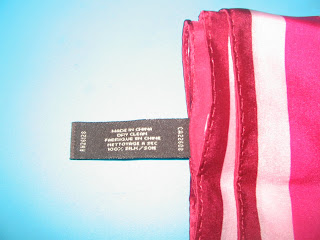 MADE IN CHINA
DRY CLEAN
FABRIQUE EN CHINE
NETTOYAGE A SEC
100% SILK/SOIE